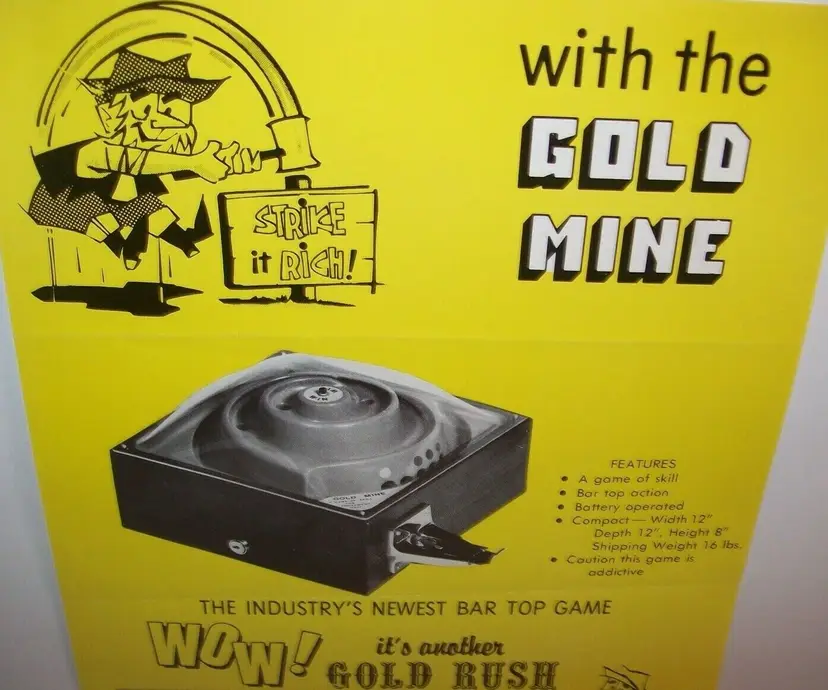 with the
GOLD
MINE
STRIKE
it RICH!
WIN
GOLD MINE
FEATURES
• A game of skill
• Bar top action
• Battery operated
• Compact — Width 12"
Depth 12", Height 8"
Shipping Weight 16 lbs.
• Caution this game is
addictive
THE INDUSTRY'S NEWEST BAR TOP GAME
WOW! it's another
GOLD RUSH